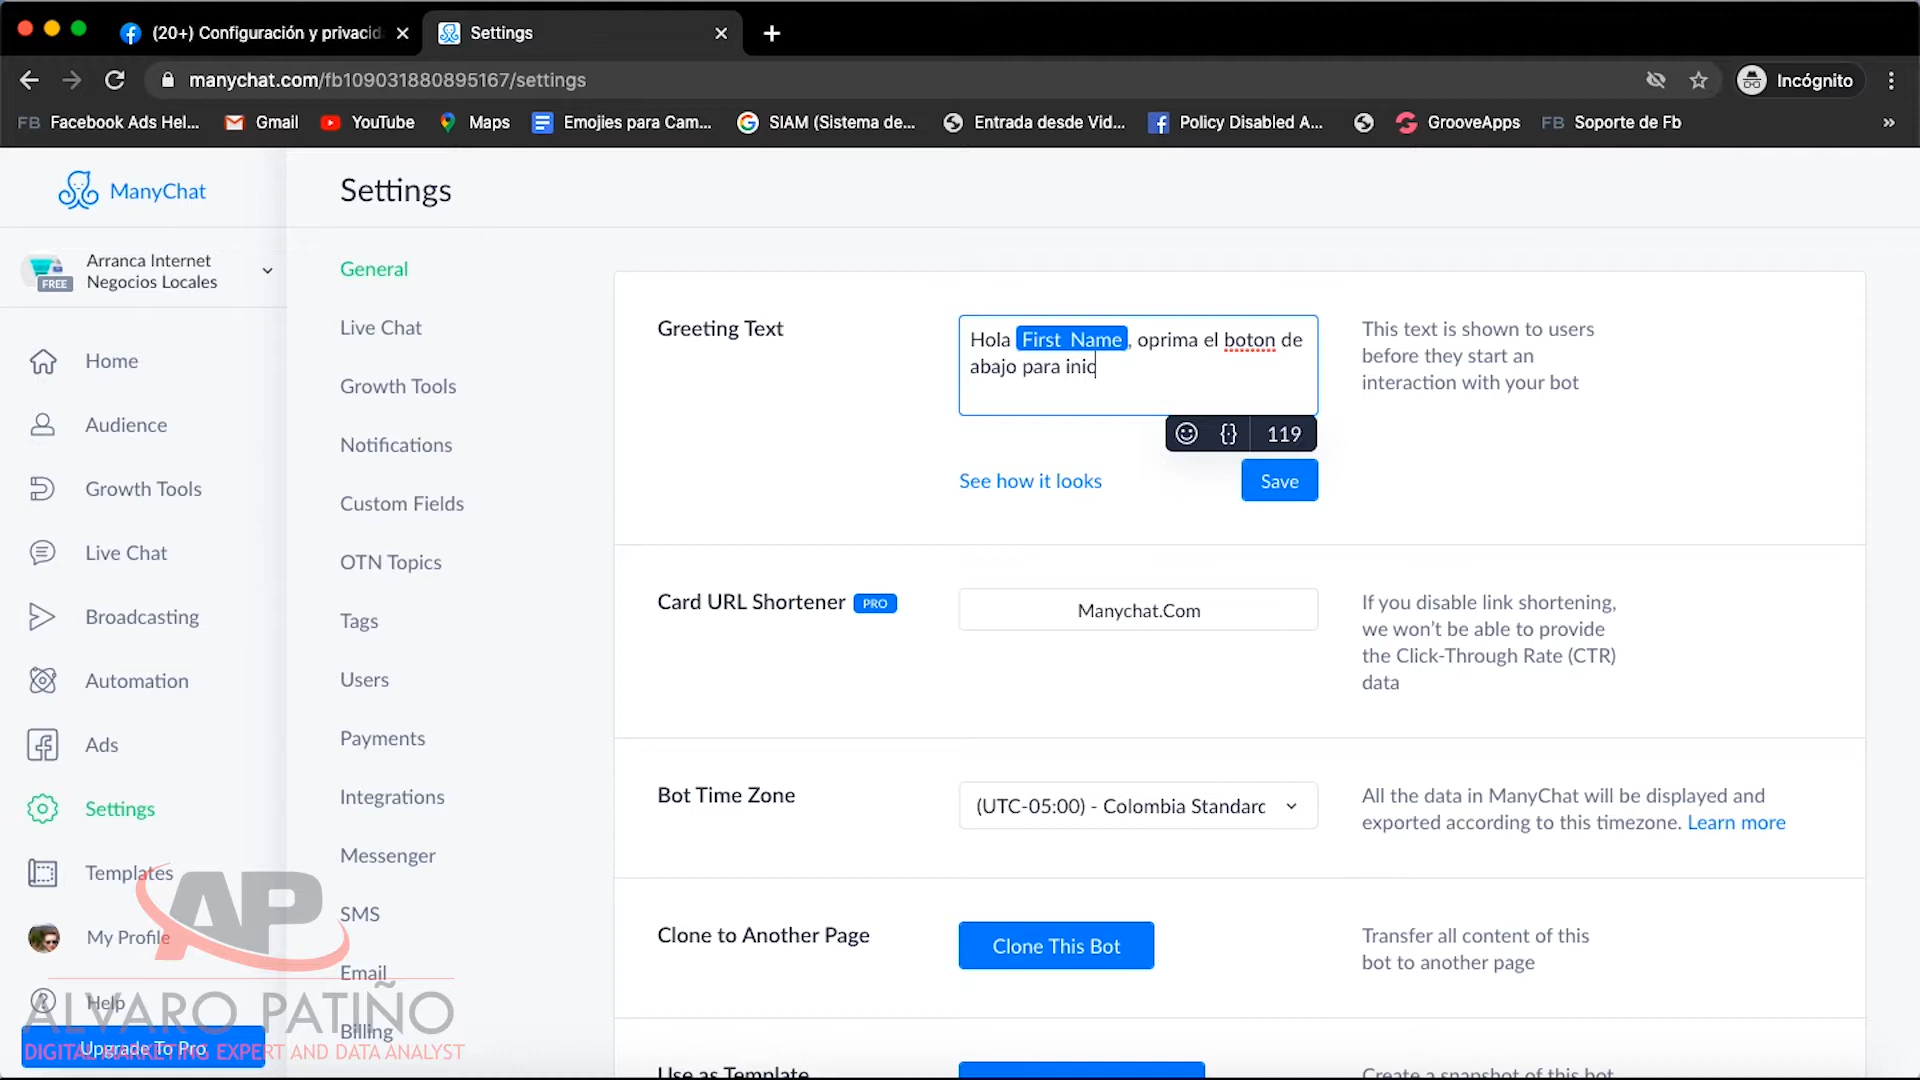 (20+) Configuración y privacid
Settings
manychat.com/fb109031880895167/settings
Incógnito
FB Facebook Ads Hel...
Gmail
YouTube
Maps
Emojies para Cam...
SIAM (Sistema de...
Entrada desde Vid...
Policy Disabled A...
GrooveApps
FB Soporte de Fb
»
ManyChat
Settings
Arranca Internet
Negocios Locales
FREE
Home
Audience
Growth Tools
Live Chat
Broadcasting
Automation
Ads
Settings
Templates
My Profile
Help
Upgrade To Pro
General
Live Chat
Growth Tools
Notifications
Custom Fields
OTN Topics
Tags
Users
Payments
Integrations
Messenger
SMS
Email
Billing
Greeting Text
Hola First Name, oprima el boton de
abajo para inic
119
See how it looks
Save
This text is shown to users
before they start an
interaction with your bot
Card URL Shortener PRO
Manychat.Com
If you disable link shortening,
we won't be able to provide
the Click-Through Rate (CTR)
data
Bot Time Zone
(UTC-05:00) - Colombia Standard
All the data in ManyChat will be displayed and
exported according to this timezone. Learn more
Clone to Another Page
Clone This Bot
Transfer all content of this
bot to another page
Use as Template
Create a snapshot of this bot
AP
ALVARO PATIÑO
DIGITAL MARKETING EXPERT AND DATA ANALYST